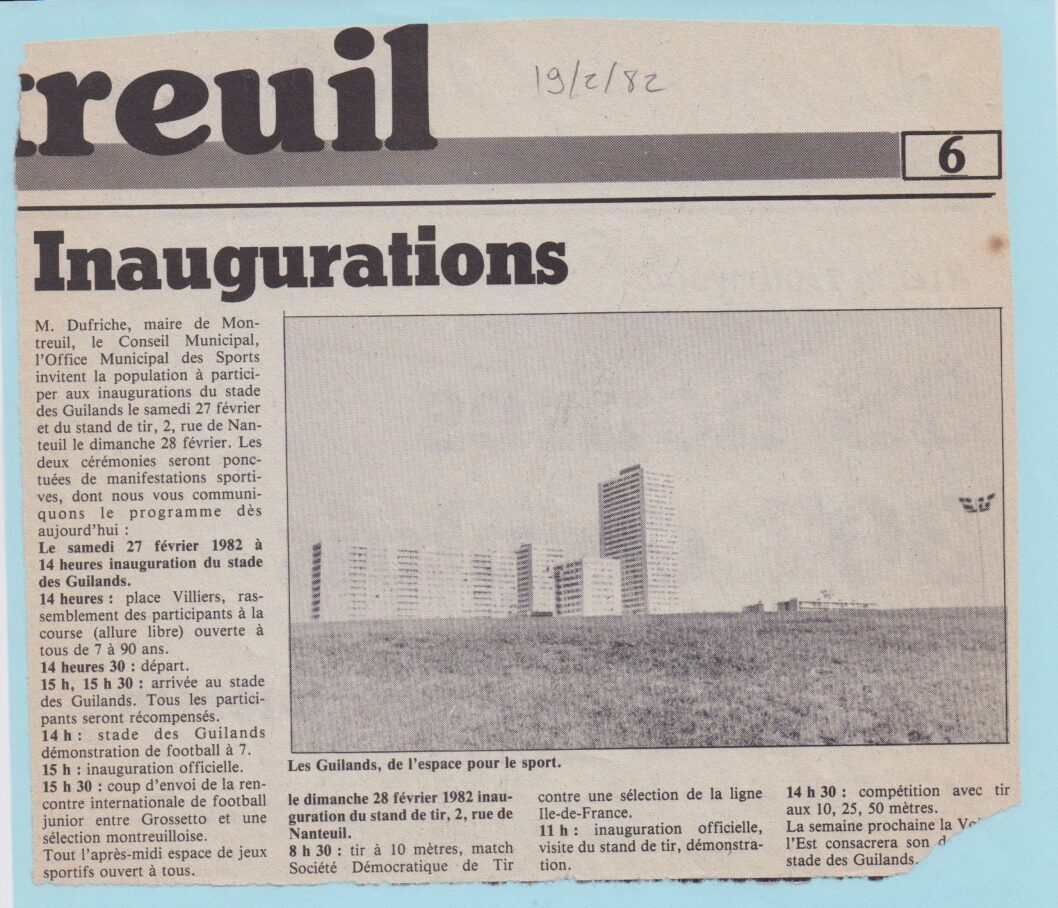 reuil
19/2/82
6
Inaugurations
M. Dufriche, maire de Mon-
treuil, le Conseil Municipal,
l'Office Municipal des Sports
invitent la population à partici-
per aux inaugurations du stade
des Guilands le samedi 27 février
et du stand de tir, 2, rue de Nan-
teuil le dimanche 28 février. Les
deux cérémonies seront ponc-
tuées de manifestations sporti-
ves, dont nous vous communi-
quons le programme dès
aujourd'hui :
Le samedi 27 février 1982 à
14 heures inauguration du stade
des Guilands.
14 heures : place Villiers, ras-
semblement des participants à la
course (allure libre) ouverte à
tous de 7 à 90 ans.
14 heures 30 : départ.
15 h, 15 h 30 : arrivée au stade
des Guilands. Tous les partici-
pants seront récompensés.
14 h : stade des Guilands
démonstration de football à 7.
15 h : inauguration officielle.
15 h 30 : coup d'envoi de la ren-
contre internationale de football
junior entre Grossetto et une
sélection montreuilloise.
Tout l'après-midi espace de jeux
sportifs ouvert à tous.
Les Guilands, de l'espace pour le sport.
le dimanche 28 février 1982 inau-
guration du stand de tir, 2, rue de
Nanteuil.
8 h 30 : tir à 10 mètres, match
Société Démocratique de Tir
contre une sélection de la ligne
Ile-de-France.
11 h : inauguration officielle,
visite du stand de tir, démonstra-
tion.
14 h 30 : compétition avec tir
aux 10, 25, 50 mètres.
La semaine prochaine la
l'Est consacrera son
stade des Guilands.